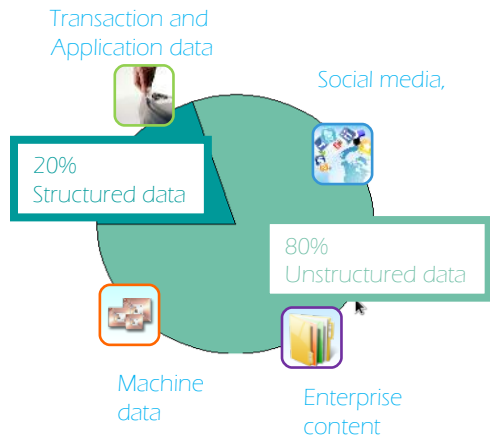 Transaction and
Application data
Social media,
20%
Structured data
80%
Unstructured data
Machine
data
Enterprise
content